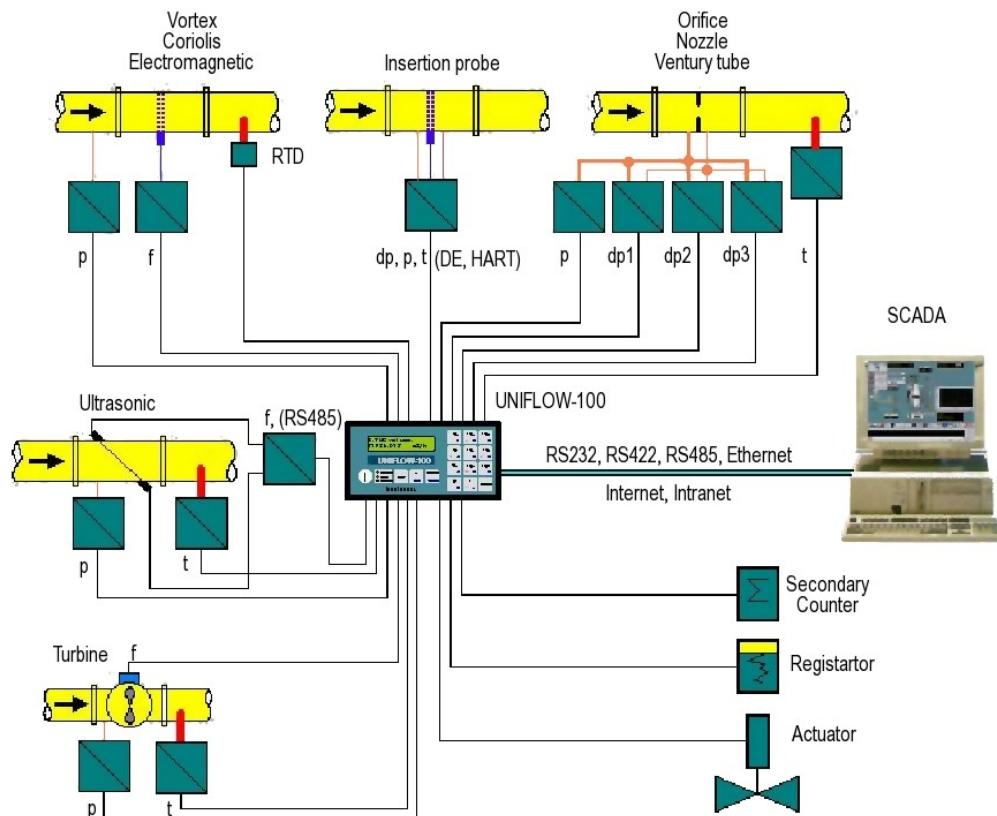 Vortex
Coriolis
Electromagnetic
Insertion probe
Orifice
Nozzle
Ventury tube
RTD
p
f
dp, p, t (DE, HART)
p
dp1
dp2
dp3
t
SCADA
UNIFLOW-100
Ultrasonic
f, (RS485)
UNIFLOW-100
RS232, RS422, RS485, Ethernet
Internet, Intranet
p
t
Secondary
Counter
Turbine
f
Registartor
Actuator
p
t